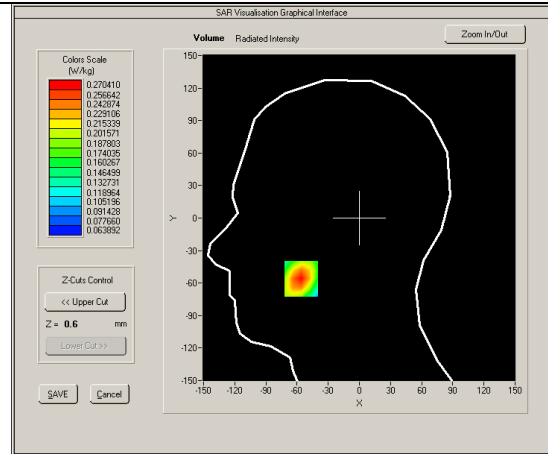 SAR Visualisation Graphical Interface
Volume Radiated Intensity
Zoom In/Out
Colors Scale
(W/kg)
0.270410
0.256642
0.242874
0.229106
0.215339
0.201571
0.187803
0.174035
0.160267
0.146499
0.132731
0.118964
0.105196
0.091428
0.077660
0.063892
Z-Cuts Control
<< Upper Cut
Z = 0.6 mm
Lower Cut >>
SAVE Cancel
150
120
90
60
30
0
-30
-60
-90
-120
-150
Y
-150 -120 -90 -60 -30 0 30 60 90 120 150
X